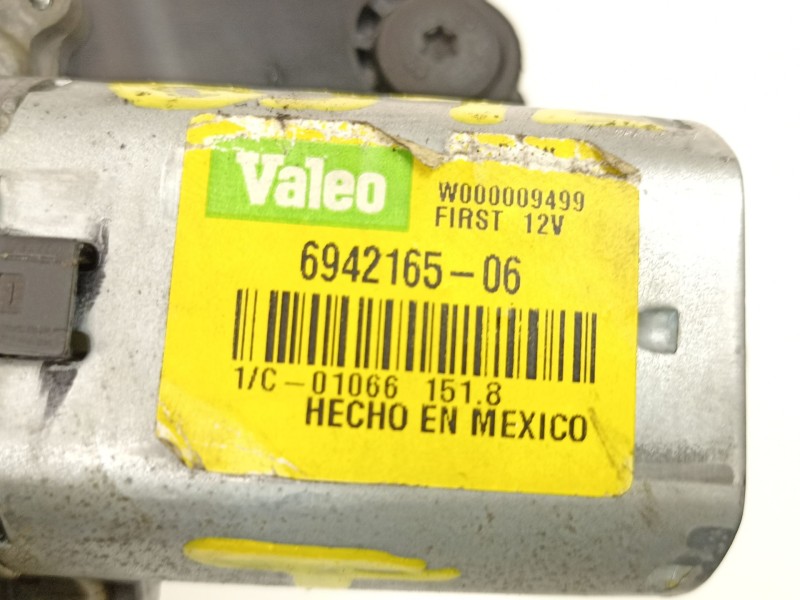 Valeo
W000009499
FIRST 12V
6942165-06
1/C-01066 151.8
HECHO EN MEXICO